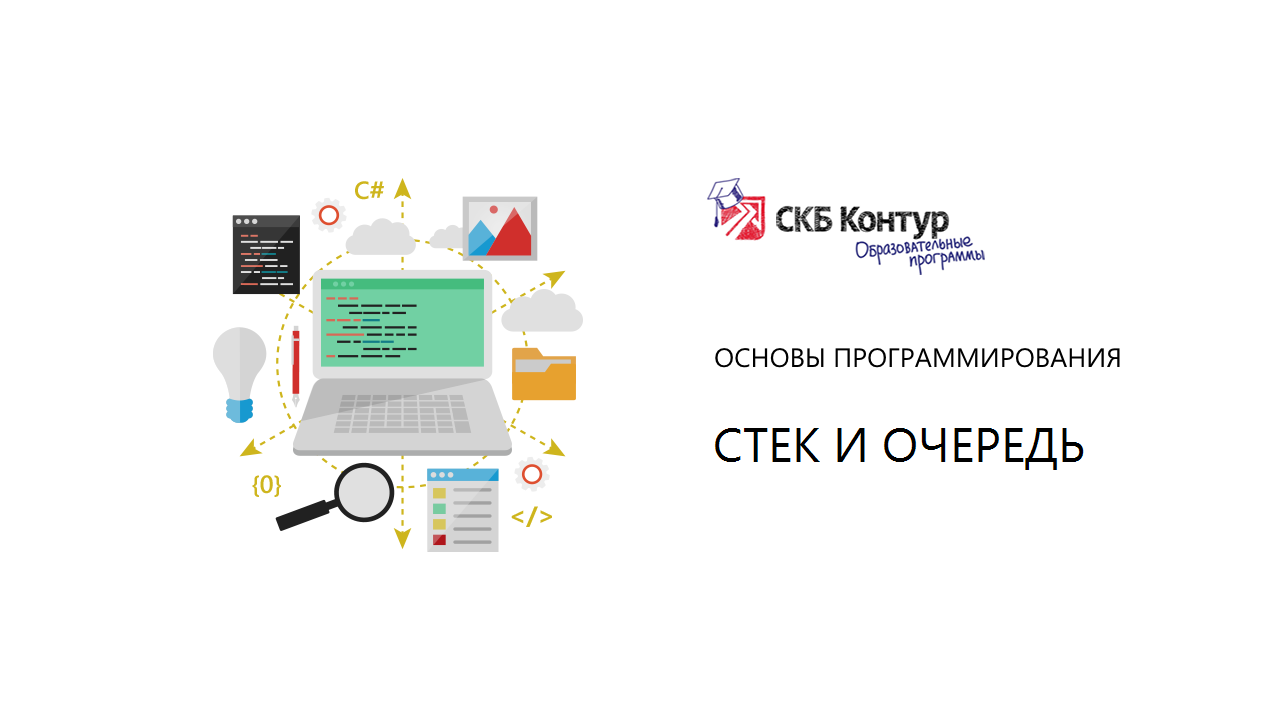 C#
{0}
</>
СКБ Контур
Образовательные
программы
ОСНОВЫ ПРОГРАММИРОВАНИЯ
СТЕК И ОЧЕРЕДЬ